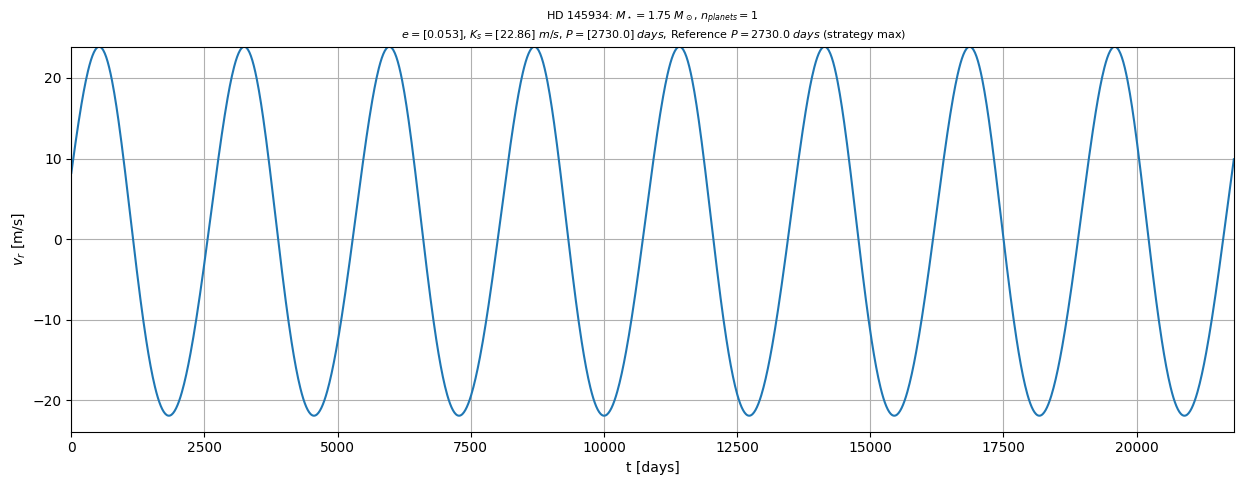 HD 145934: $M_\star = 1.75\ M_\odot$, $n_{planets} = 1$
$e = [0.053]$, $K_s = [22.86]\ m/s$, $P = [2730.0]\ days$, Reference $P = 2730.0\ days$ (strategy max)
20
10
0
−10
−20
$v_r$ [m/s]
0 2500 5000 7500 10000 12500 15000 17500 20000
t [days]